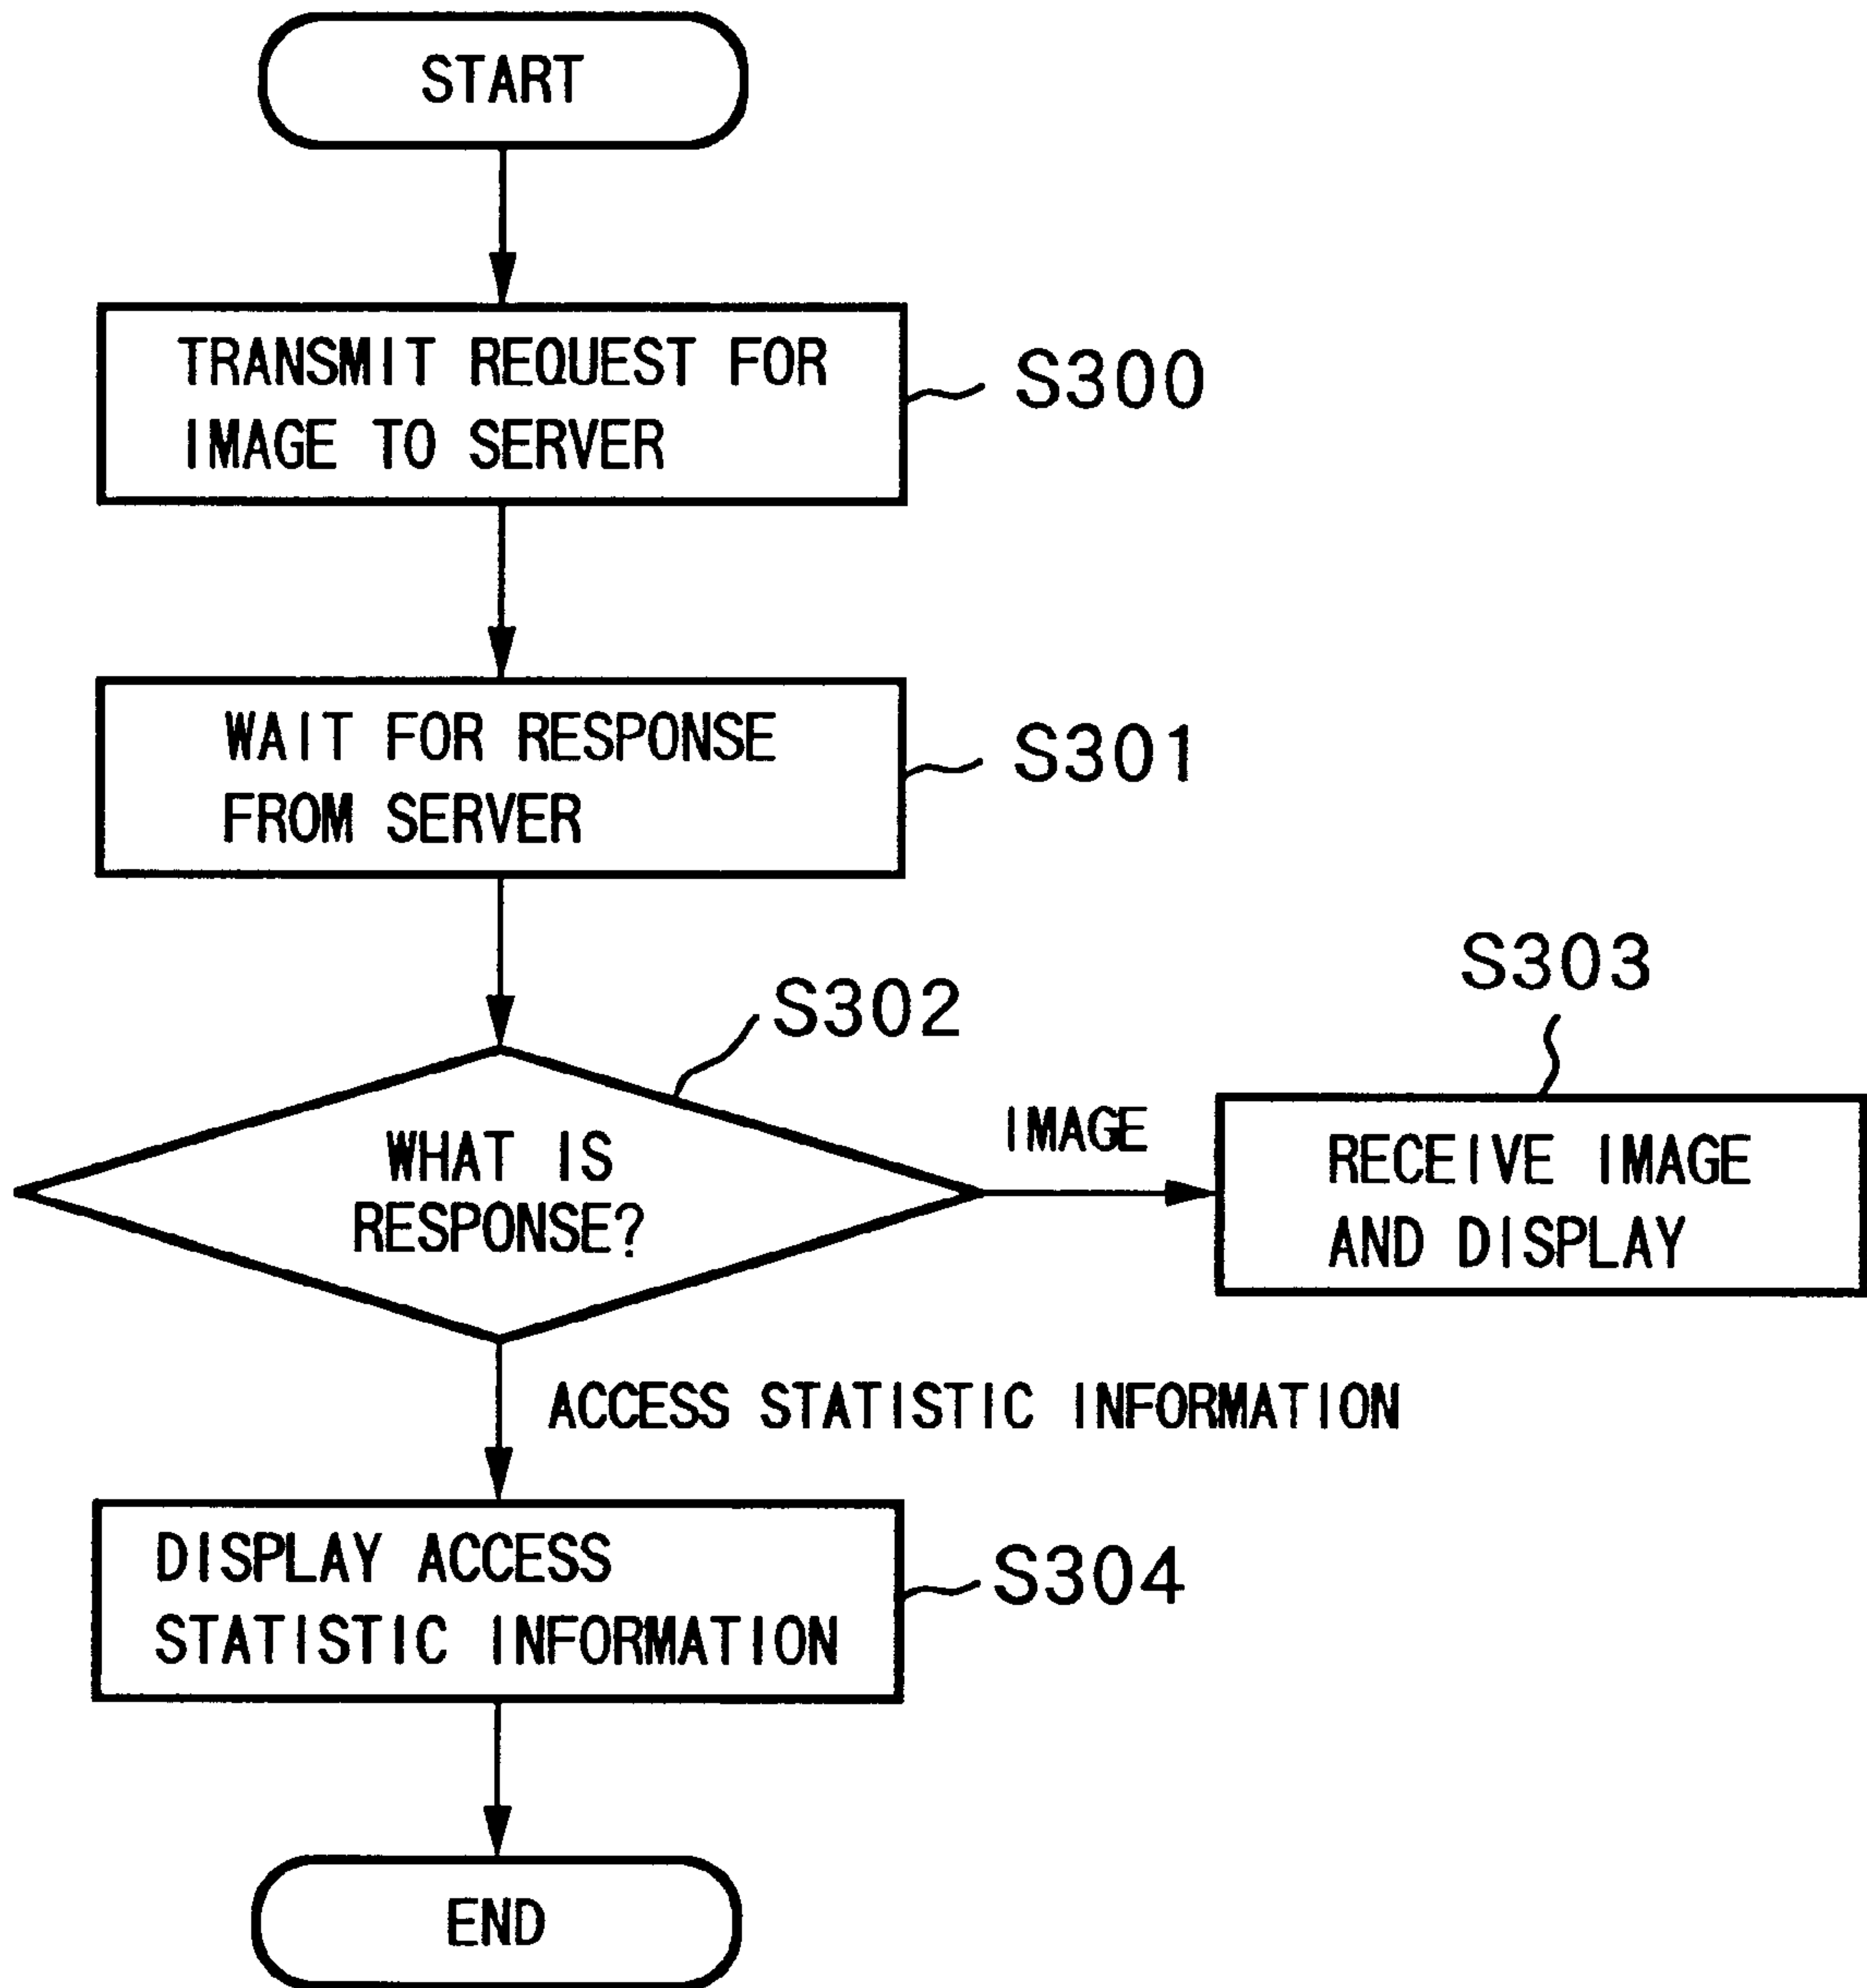 START
TRANSMIT REQUEST FOR
IMAGE TO SERVER
S300
WAIT FOR RESPONSE
FROM SERVER
S301
S302
WHAT IS
RESPONSE?
IMAGE
S303
RECEIVE IMAGE
AND DISPLAY
ACCESS STATISTIC INFORMATION
DISPLAY ACCESS
STATISTIC INFORMATION
S304
END